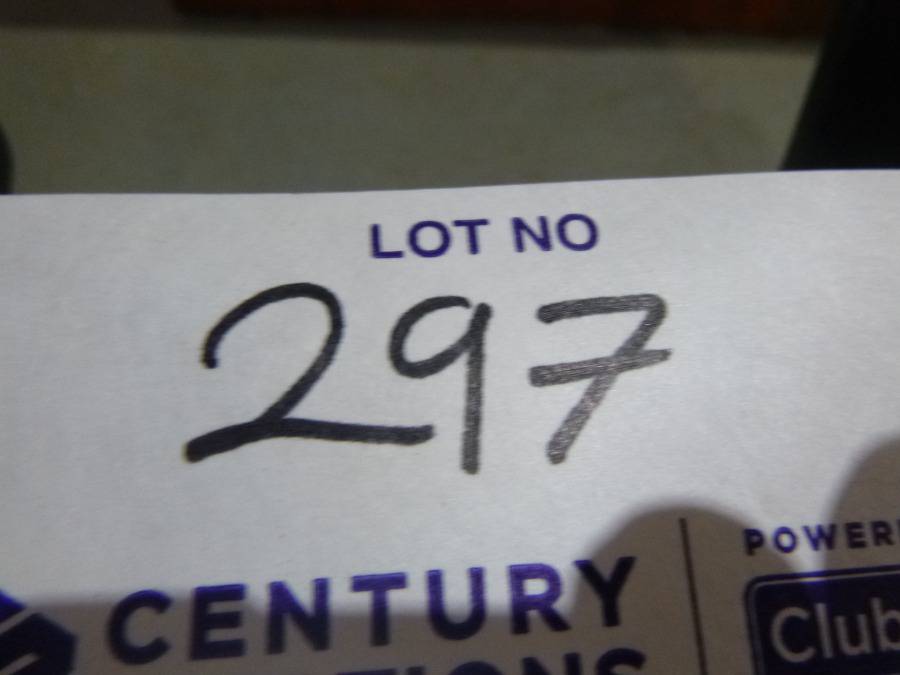 LOT NO
297
CENTURY
POWER
Club